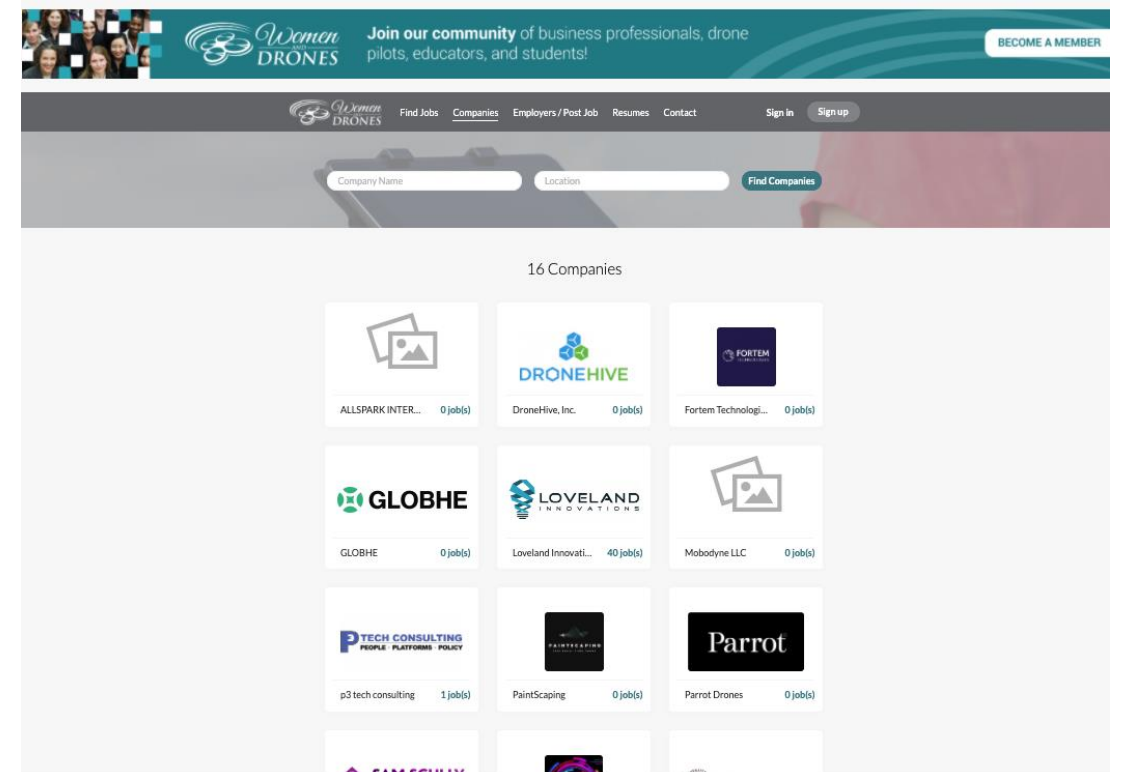 Women AND DRONES
Join our community of business professionals, drone
pilots, educators, and students!
BECOME A MEMBER
Women DRONES
Find Jobs Companies Employers / Post Job Resumes Contact Sign in Sign up
Company Name Location Find Companies
16 Companies
DRONEHIVE
FORTEM
ALLSPARK INTER... 0 job(s)
DroneHive, Inc. 0 job(s)
Fortem Technologi... 0 job(s)
GLOBHE
LOVELAND
INNOVATIONS
GLOBHE 0 job(s)
Loveland Innovati... 40 job(s)
Mobodyne LLC 0 job(s)
P3 TECH CONSULTING
PEOPLE · PLATFORMS · POLICY
PAINTSCAPING
Parrot
p3 tech consulting 1 job(s)
PaintScaping 0 job(s)
Parrot Drones 0 job(s)
SAM SCULLY